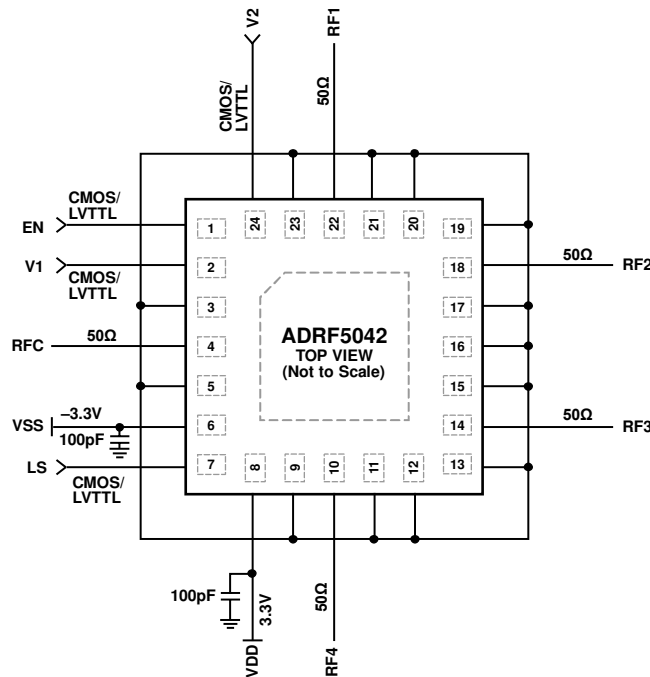 V2
RF1
CMOS/
LVTTL
50Ω
EN
CMOS/
LVTTL
V1
CMOS/
LVTTL
RFC
50Ω
VSS
–3.3V
100pF
LS
CMOS/
LVTTL
24
23
22
21
20
1
2
3
4
5
6
7
ADRF5042
TOP VIEW
(Not to Scale)
19
18
17
16
15
14
13
8
9
10
11
12
50Ω
RF2
50Ω
RF3
100pF
3.3V
VDD
50Ω
RF4